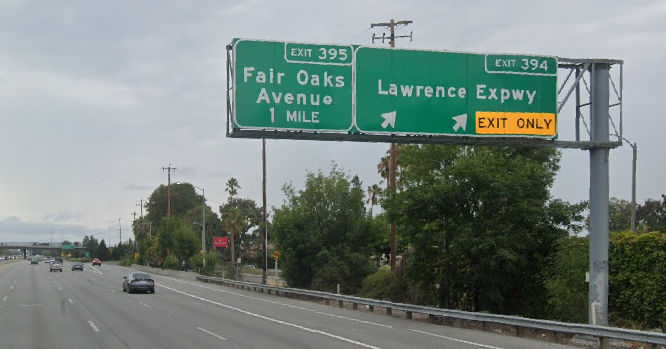 EXIT 395
Fair Oaks
Avenue
1 MILE
EXIT 394
Lawrence Expwy
EXIT ONLY